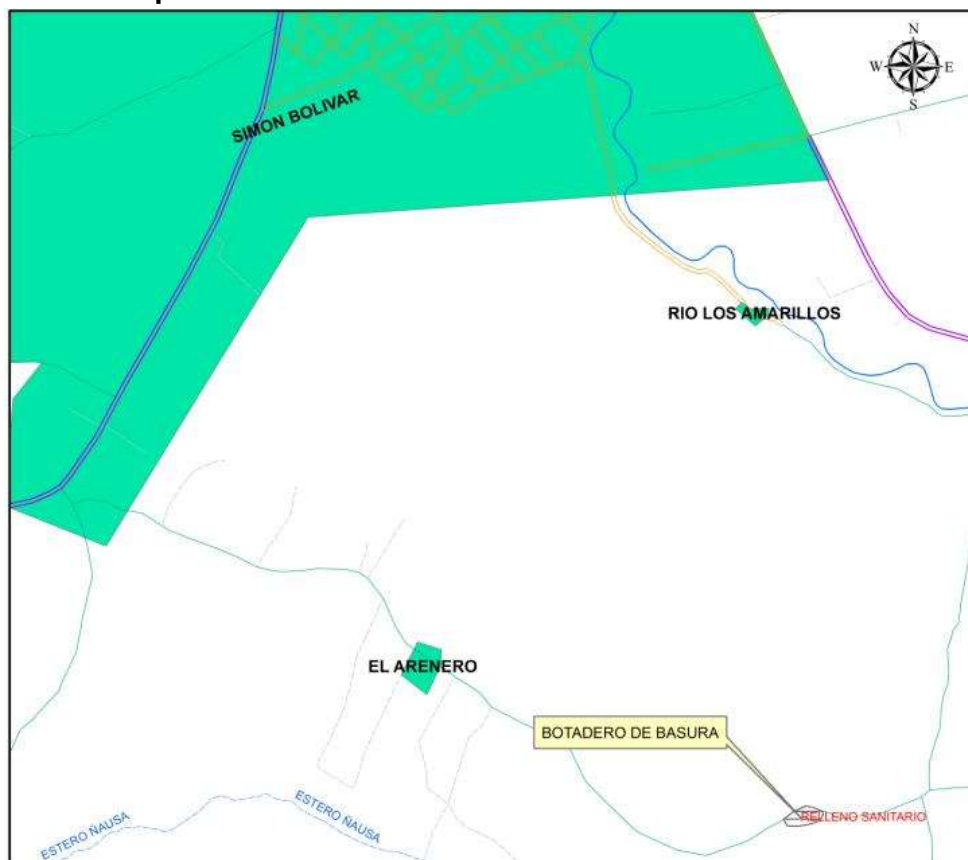 N
W E
S
SIMON BOLIVAR
RIO LOS AMARILLOS
EL ARENERO
BOTADERO DE BASURA
RELLENO SANITARIO
ESTERO ÑAUSA
ESTERO ÑAUSA